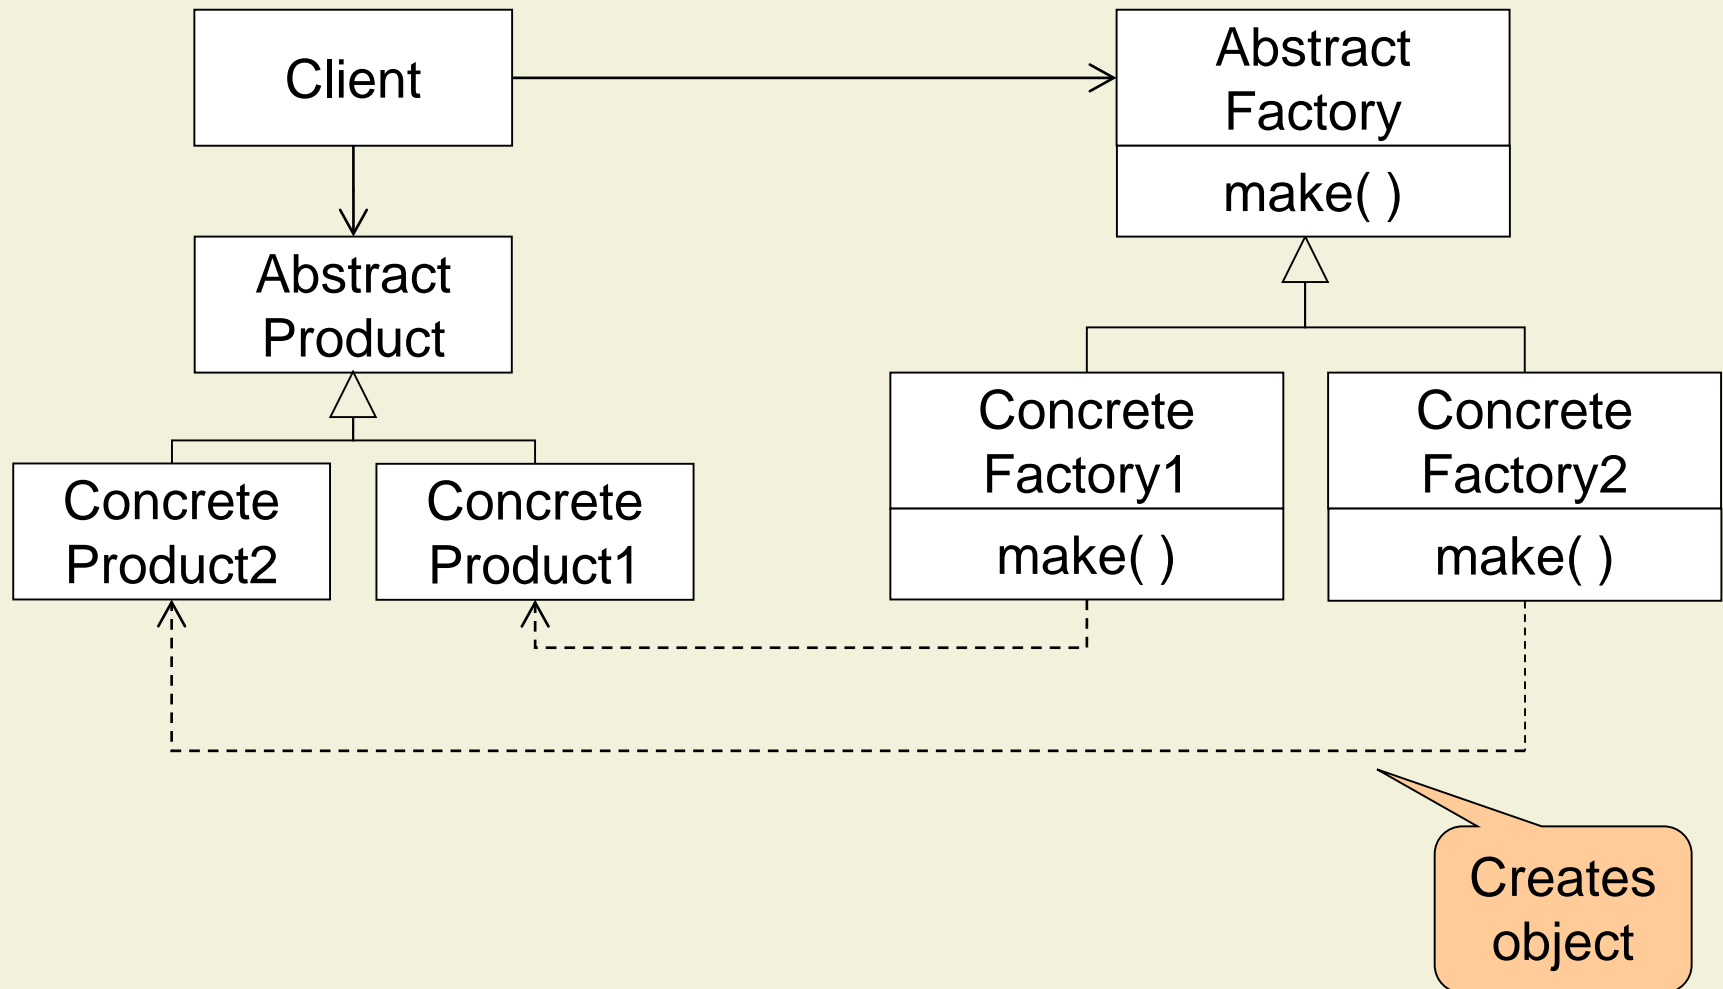 Client
Abstract
Factory
make( )
Abstract
Product
Concrete
Product2
Concrete
Product1
Concrete
Factory1
make( )
Concrete
Factory2
make( )
Creates
object